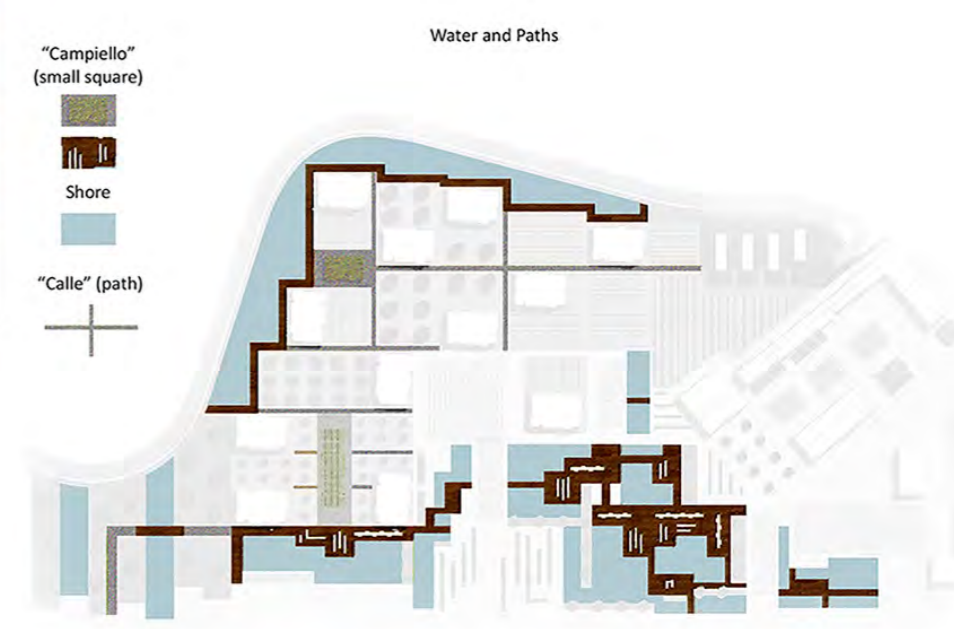 Water and Paths
“Campiello”
(small square)
Shore
“Calle” (path)